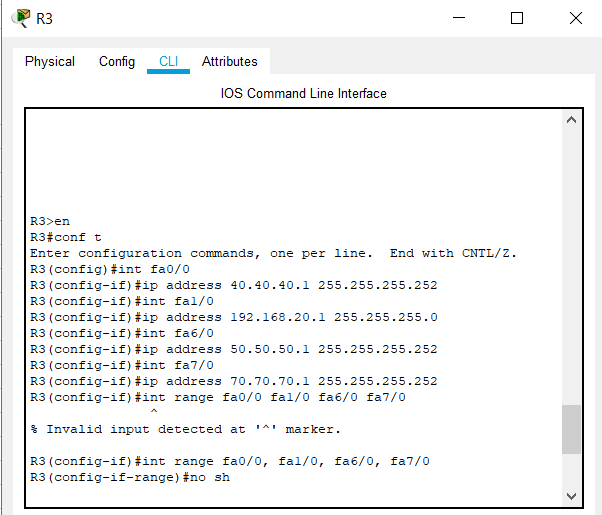 R3
Physical Config CLI Attributes
IOS Command Line Interface
R3>en
R3#conf t
Enter configuration commands, one per line.  End with CNTL/Z.
R3(config)#int fa0/0
R3(config-if)#ip address 40.40.40.1 255.255.255.252
R3(config-if)#int fa1/0
R3(config-if)#ip address 192.168.20.1 255.255.255.0
R3(config-if)#int fa6/0
R3(config-if)#ip address 50.50.50.1 255.255.255.252
R3(config-if)#int fa7/0
R3(config-if)#ip address 70.70.70.1 255.255.255.252
R3(config-if)#int range fa0/0 fa1/0 fa6/0 fa7/0
^
% Invalid input detected at '^' marker.
R3(config-if)#int range fa0/0, fa1/0, fa6/0, fa7/0
R3(config-if-range)#no sh